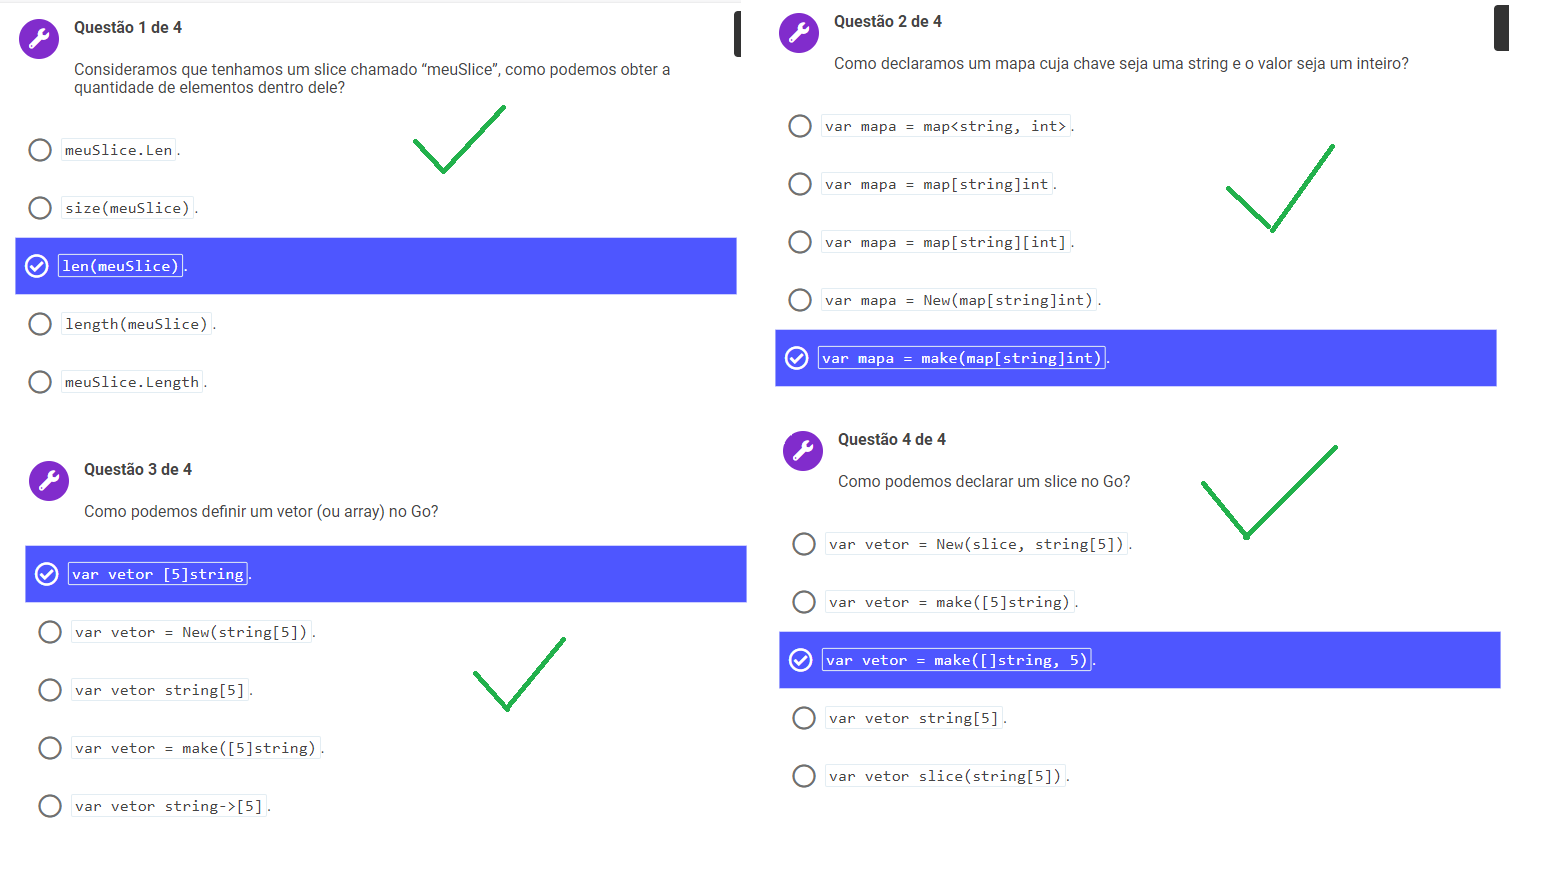 Questão 1 de 4
Consideramos que tenhamos um slice chamado “meuSlice”, como podemos obter a
quantidade de elementos dentro dele?
meuSlice.Len.
size(meuSlice).
len(meuSlice).
length(meuSlice).
meuSlice.Length.
Questão 2 de 4
Como declaramos um mapa cuja chave seja uma string e o valor seja um inteiro?
var mapa = map<string, int>.
var mapa = map[string]int.
var mapa = map[string][int].
var mapa = New(map[string]int).
var mapa = make(map[string]int).
Questão 3 de 4
Como podemos definir um vetor (ou array) no Go?
var vetor [5]string.
var vetor = New(string[5]).
var vetor string[5].
var vetor = make([5]string).
var vetor string->[5].
Questão 4 de 4
Como podemos declarar um slice no Go?
var vetor = New(slice, string[5]).
var vetor = make([5]string).
var vetor = make([]string, 5).
var vetor string[5].
var vetor slice(string[5]).